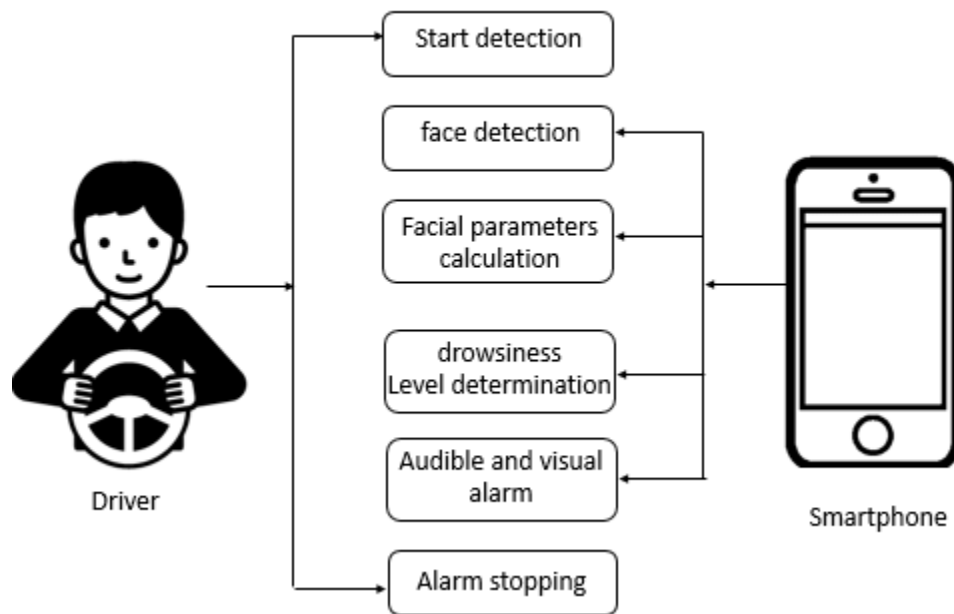 Start detection
face detection
Facial parameters
calculation
drowsiness
Level determination
Audible and visual
alarm
Alarm stopping
Driver
Smartphone